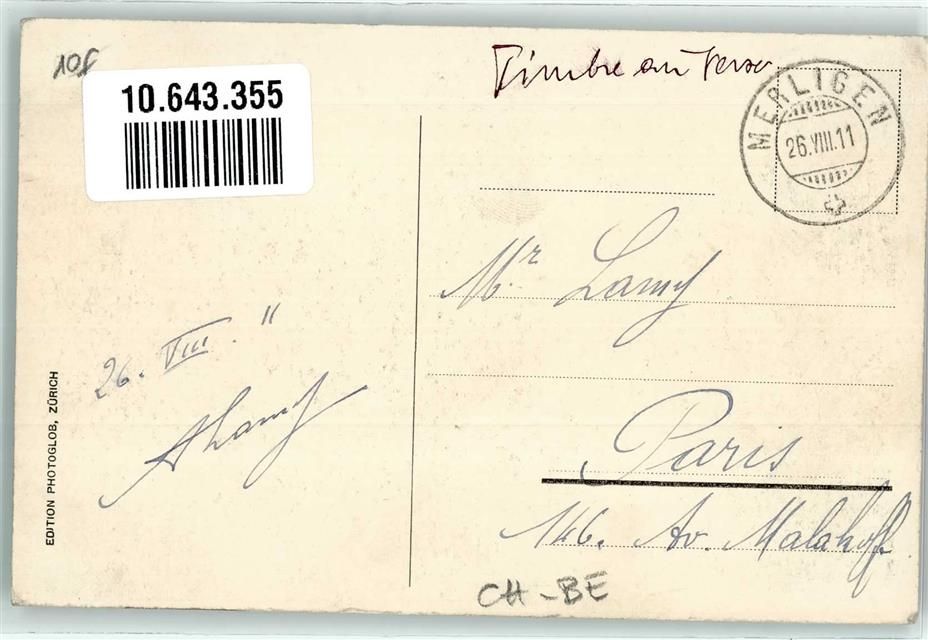 10f
10.643.355
Timbre au verso
MERLIGEN
26.VIII.11
Mr Lamy
26. VIII. 11
ALamy
Paris
146. Av. Malakoff
EDITION PHOTOGLOB, ZÜRICH
CH-BE